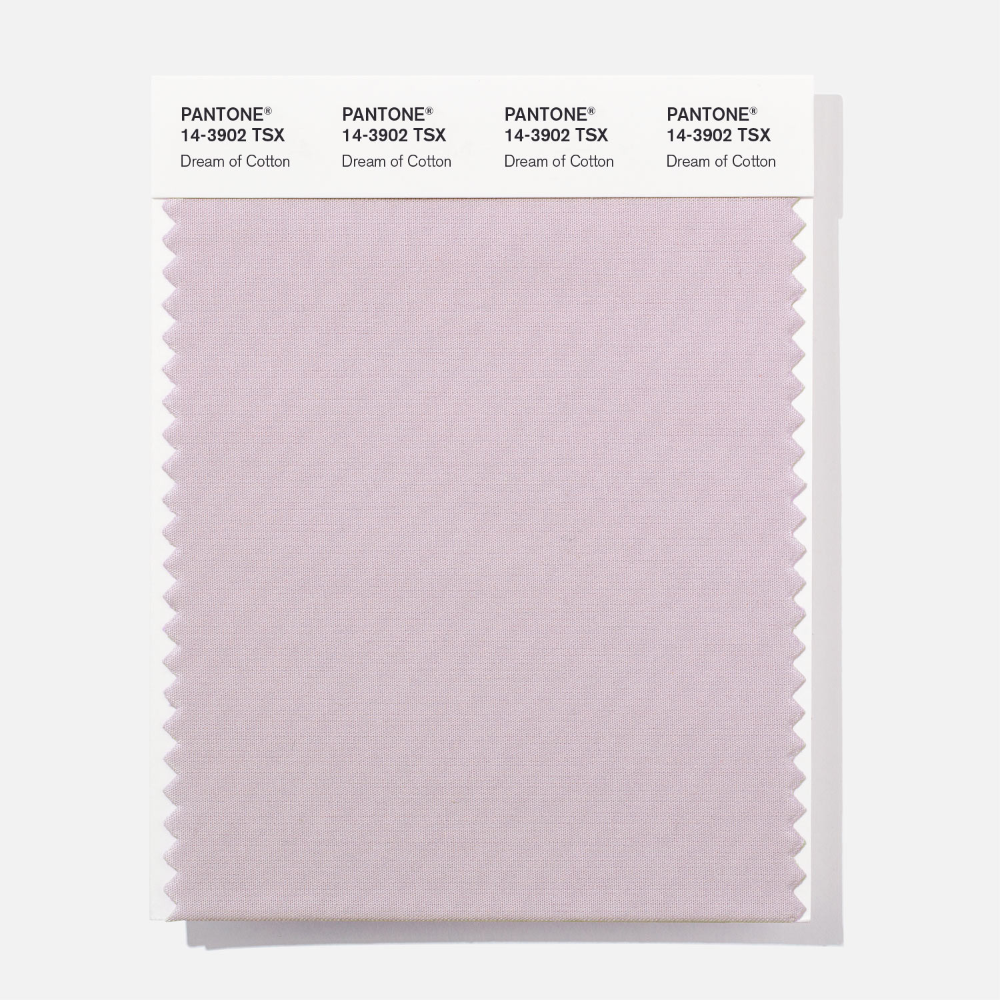 PANTONE® PANTONE® PANTONE® PANTONE®
14-3902 TSX 14-3902 TSX 14-3902 TSX 14-3902 TSX
Dream of Cotton Dream of Cotton Dream of Cotton Dream of Cotton